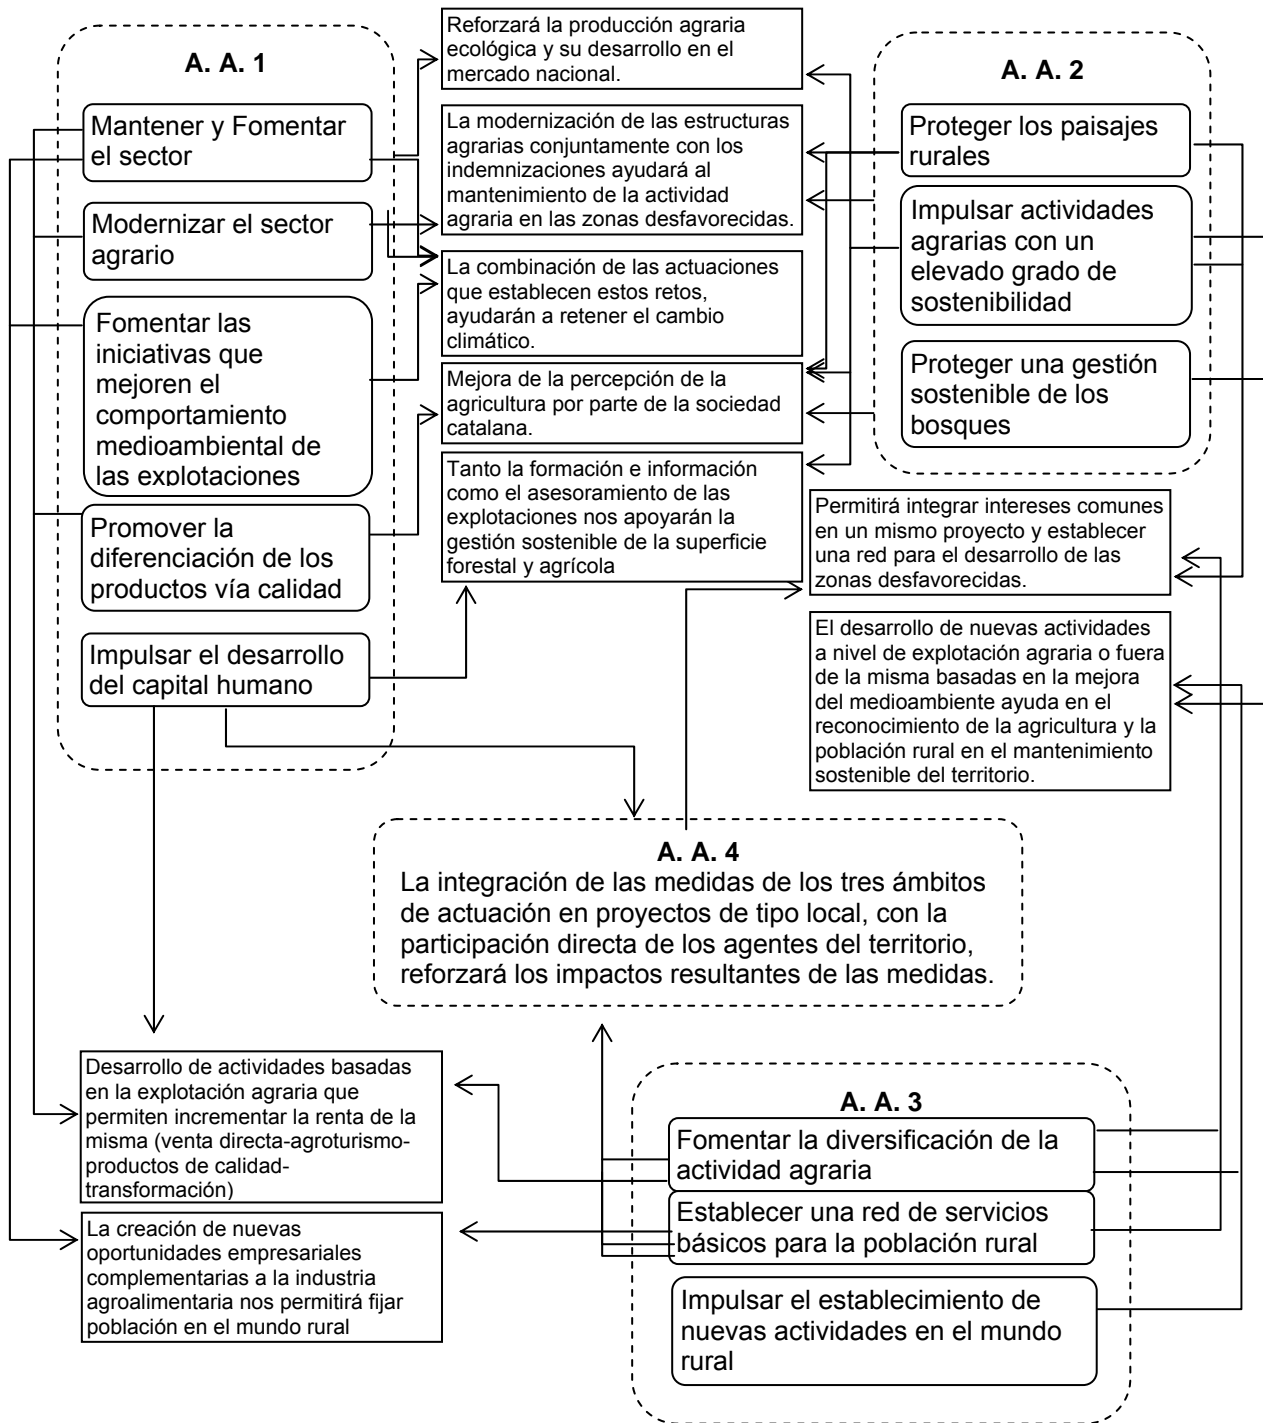 A. A. 1
Mantener y Fomentar
el sector
Modernizar el sector
agrario
Fomentar las
iniciativas que
mejoren el
comportamiento
medioambiental de
las explotaciones
Promover la
diferenciación de los
productos vía calidad
Impulsar el desarrollo
del capital humano
Reforzará la producción agraria
ecológica y su desarrollo en el
mercado nacional.
La modernización de las estructuras
agrarias conjuntamente con los
indemnizaciones ayudará al
mantenimiento de la actividad
agraria en las zonas desfavorecidas.
La combinación de las actuaciones
que establecen estos retos,
ayudarán a retener el cambio
climático.
Mejora de la percepción de la
agricultura por parte de la sociedad
catalana.
Tanto la formación e información
como el asesoramiento de las
explotaciones nos apoyarán la
gestión sostenible de la superficie
forestal y agrícola
A. A. 2
Proteger los paisajes
rurales
Impulsar actividades
agrarias con un
elevado grado de
sostenibilidad
Proteger una gestión
sostenible de los
bosques
Permitirá integrar intereses comunes
en un mismo proyecto y establecer
una red para el desarrollo de las
zonas desfavorecidas.
El desarrollo de nuevas actividades
a nivel de explotación agraria o fuera
de la misma basadas en la mejora
del medioambiente ayuda en el
reconocimiento de la agricultura y la
población rural en el mantenimiento
sostenible del territorio.
A. A. 4
La integración de las medidas de los tres ámbitos
de actuación en proyectos de tipo local, con la
participación directa de los agentes del territorio,
reforzará los impactos resultantes de las medidas.
Desarrollo de actividades basadas
en la explotación agraria que
permiten incrementar la renta de la
misma (venta directa-agroturismo-
productos de calidad-
transformación)
La creación de nuevas
oportunidades empresariales
complementarias a la industria
agroalimentaria nos permitirá fijar
población en el mundo rural
A. A. 3
Fomentar la diversificación de la
actividad agraria
Establecer una red de servicios
básicos para la población rural
Impulsar el establecimiento de
nuevas actividades en el mundo
rural